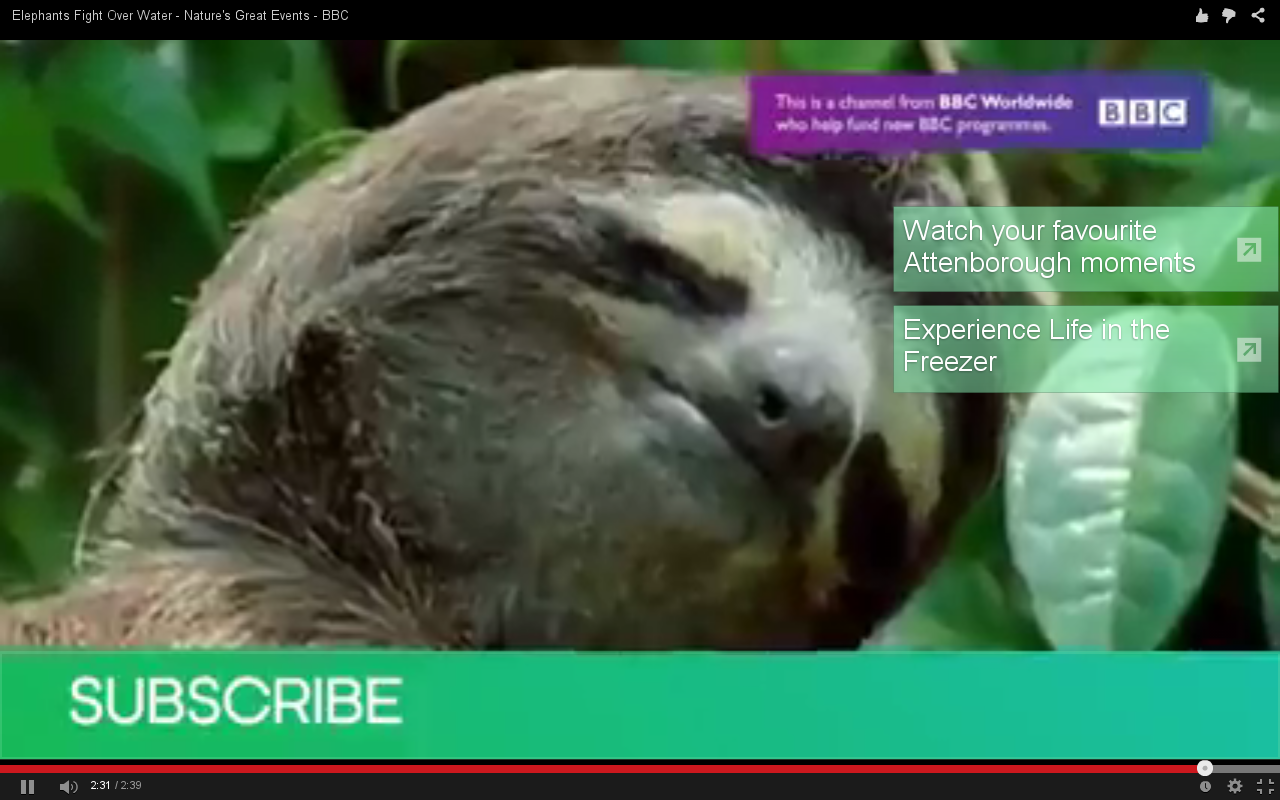 Elephants Fight Over Water - Nature's Great Events - BBC
This is a channel from BBC Worldwide
who help fund new BBC programmes.
BBC
Watch your favourite
Attenborough moments
Experience Life in the
Freezer
SUBSCRIBE
2:31 / 2:39